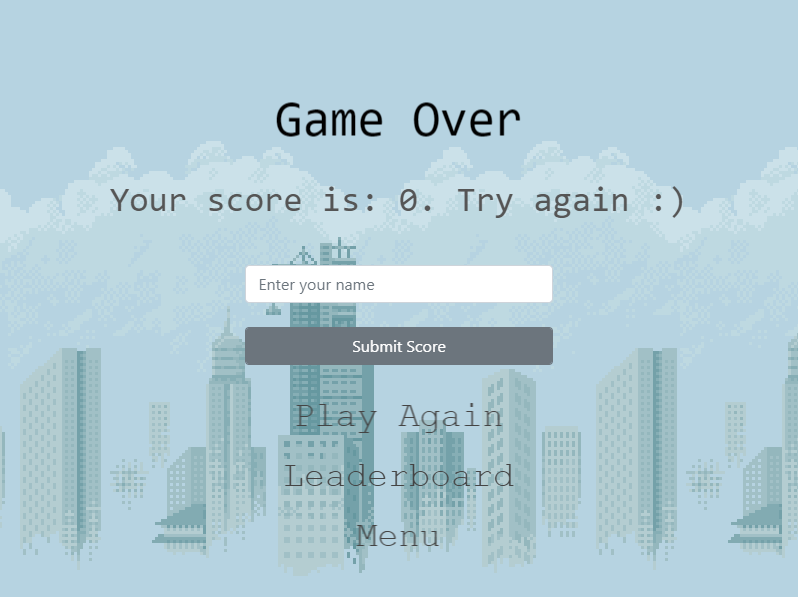 Game Over
Your score is: 0. Try again :)
Enter your name
Submit Score
Play Again
Leaderboard
Menu